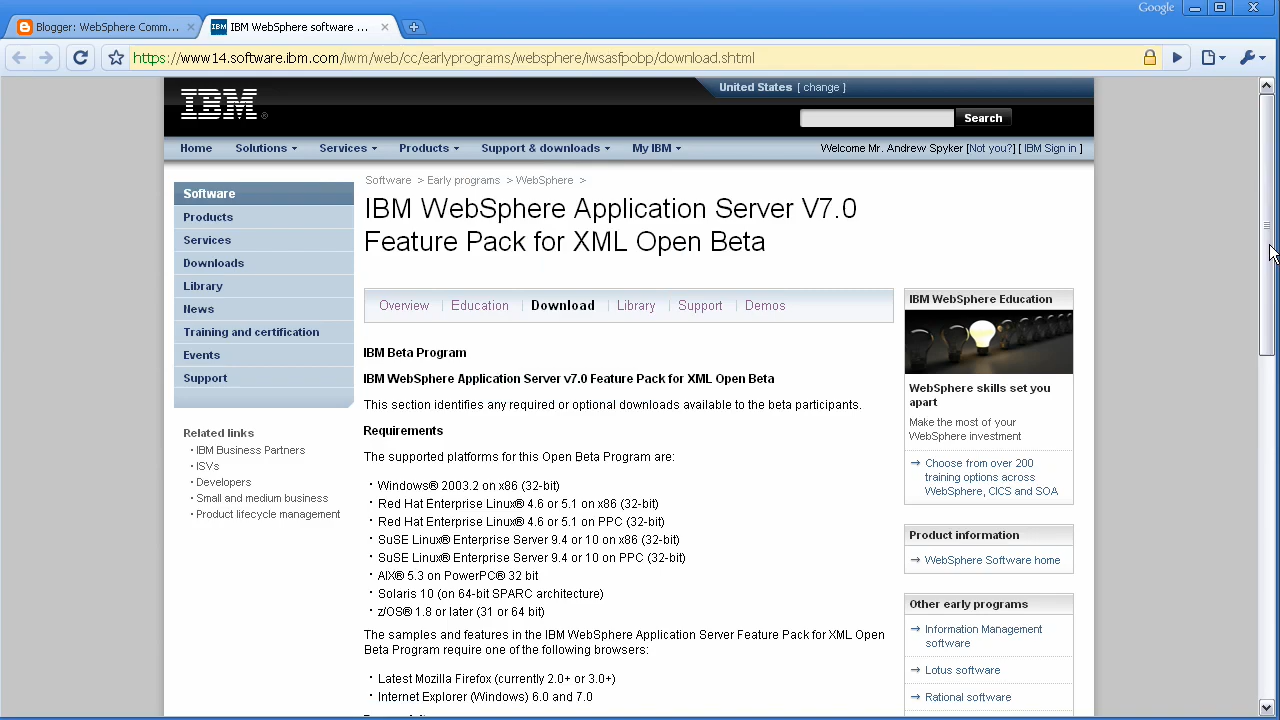 Google
Blogger: WebSphere Comm...
IBM WebSphere software ...
https://www14.software.ibm.com/iwm/web/cc/earlyprograms/websphere/iwsasfpobp/download.shtml
IBM®
United States [ change ]
Search
Home Solutions Services Products Support & downloads My IBM
Welcome Mr. Andrew Spyker [Not you?] [ IBM Sign in ]
Software
Products
Services
Downloads
Library
News
Training and certification
Events
Support
Related links
· IBM Business Partners
· ISVs
· Developers
· Small and medium business
· Product lifecycle management
Software > Early programs > WebSphere >
IBM WebSphere Application Server V7.0
Feature Pack for XML Open Beta
Overview Education Download Library Support Demos
IBM Beta Program
IBM WebSphere Application Server v7.0 Feature Pack for XML Open Beta
This section identifies any required or optional downloads available to the beta participants.
Requirements
The supported platforms for this Open Beta Program are:
· Windows® 2003.2 on x86 (32-bit)
· Red Hat Enterprise Linux® 4.6 or 5.1 on x86 (32-bit)
· Red Hat Enterprise Linux® 4.6 or 5.1 on PPC (32-bit)
· SuSE Linux® Enterprise Server 9.4 or 10 on x86 (32-bit)
· SuSE Linux® Enterprise Server 9.4 or 10 on PPC (32-bit)
· AIX® 5.3 on PowerPC® 32 bit
· Solaris 10 (on 64-bit SPARC architecture)
· z/OS® 1.8 or later (31 or 64 bit)
The samples and features in the IBM WebSphere Application Server Feature Pack for XML Open
Beta Program require one of the following browsers:
· Latest Mozilla Firefox (currently 2.0+ or 3.0+)
· Internet Explorer (Windows) 6.0 and 7.0
IBM WebSphere Education
WebSphere skills set you
apart
Make the most of your
WebSphere investment
Choose from over 200
training options across
WebSphere, CICS and SOA
Product information
WebSphere Software home
Other early programs
Information Management
software
Lotus software
Rational software